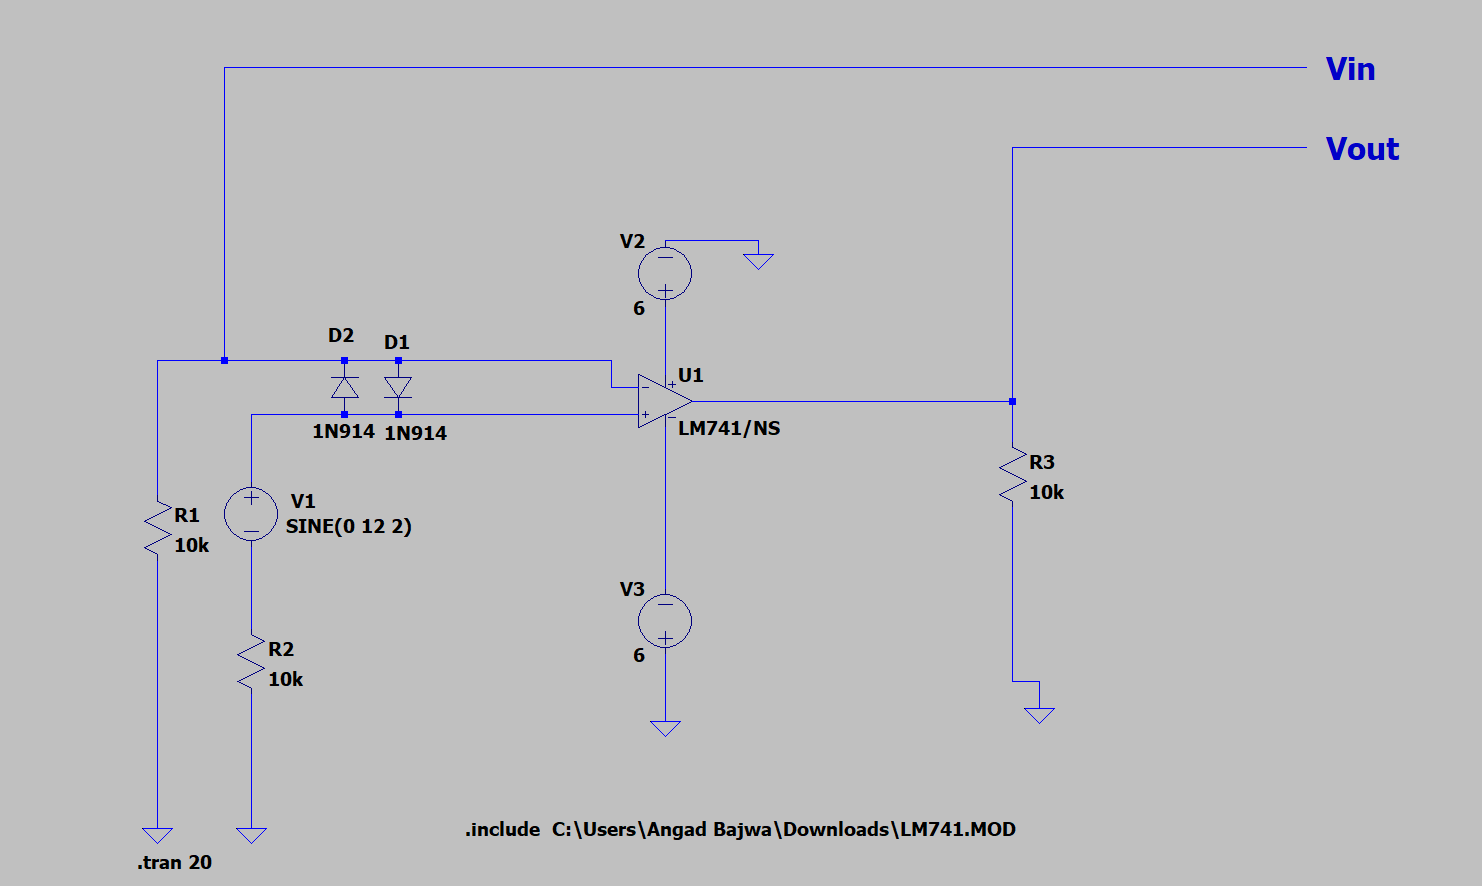 Vin
Vout
V2
6
D2
D1
U1
1N914
1N914
LM741/NS
R3
10k
V1
SINE(0 12 2)
R1
10k
V3
6
R2
10k
.include  C:\Users\Angad Bajwa\Downloads\LM741.MOD
.tran 20